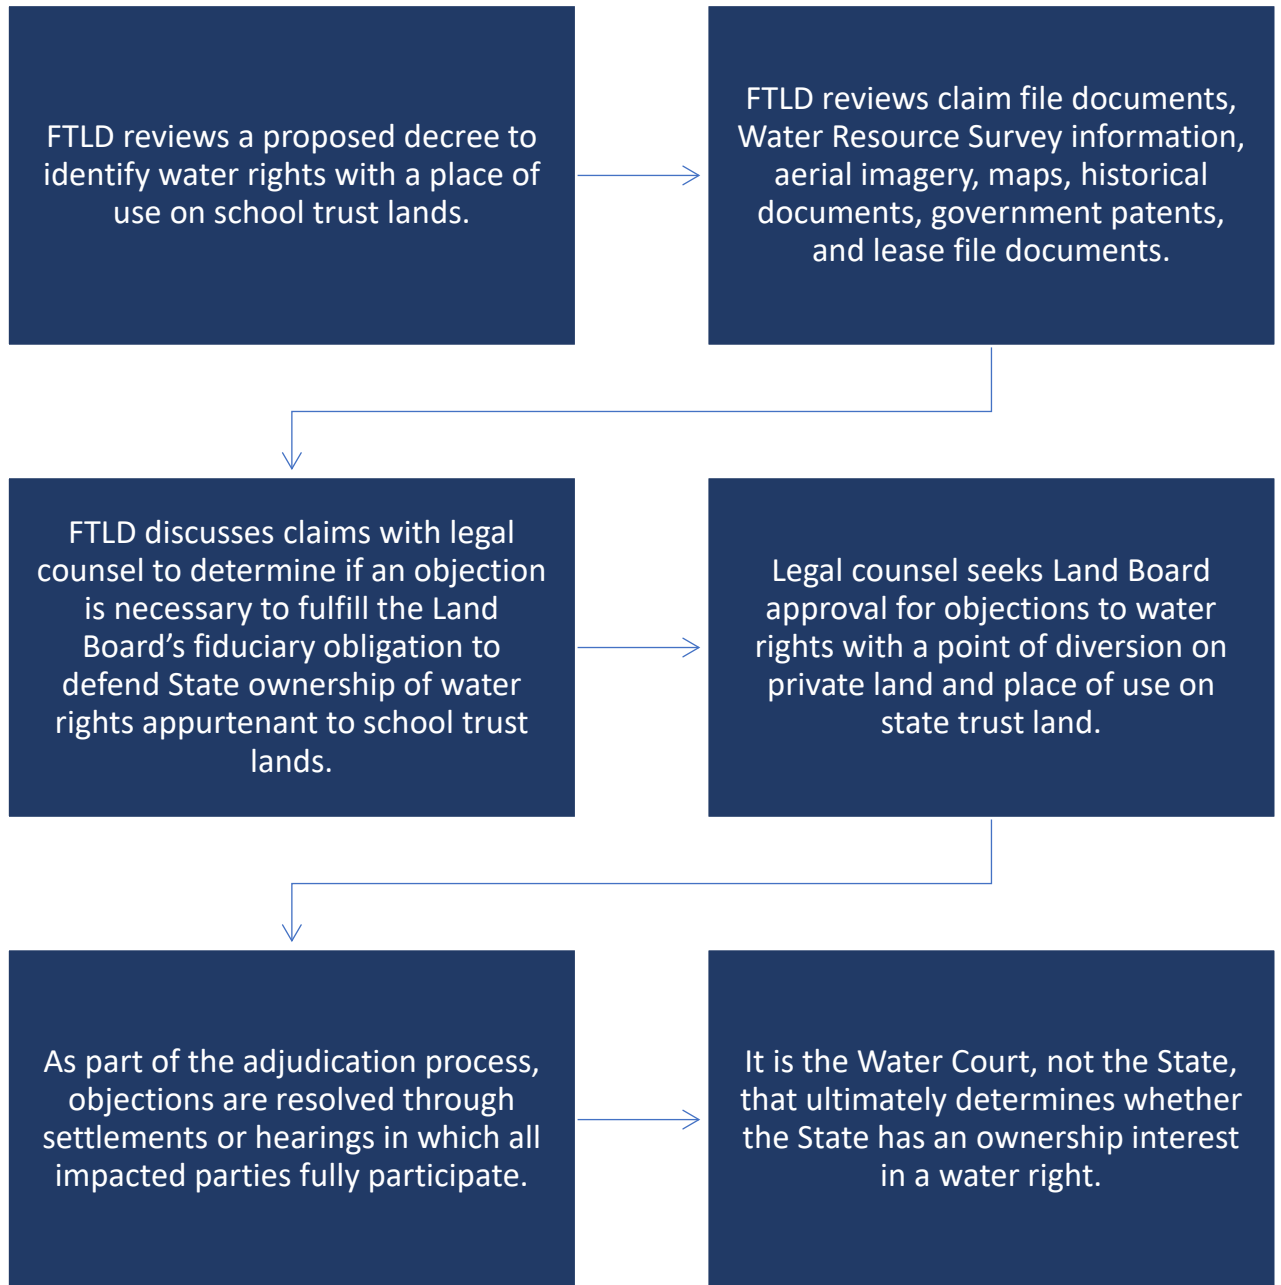 FTLD reviews a proposed decree to
identify water rights with a place of
use on school trust lands.
FTLD reviews claim file documents,
Water Resource Survey information,
aerial imagery, maps, historical
documents, government patents,
and lease file documents.
FTLD discusses claims with legal
counsel to determine if an objection
is necessary to fulfill the Land
Board’s fiduciary obligation to
defend State ownership of water
rights appurtenant to school trust
lands.
Legal counsel seeks Land Board
approval for objections to water
rights with a point of diversion on
private land and place of use on
state trust land.
As part of the adjudication process,
objections are resolved through
settlements or hearings in which all
impacted parties fully participate.
It is the Water Court, not the State,
that ultimately determines whether
the State has an ownership interest
in a water right.